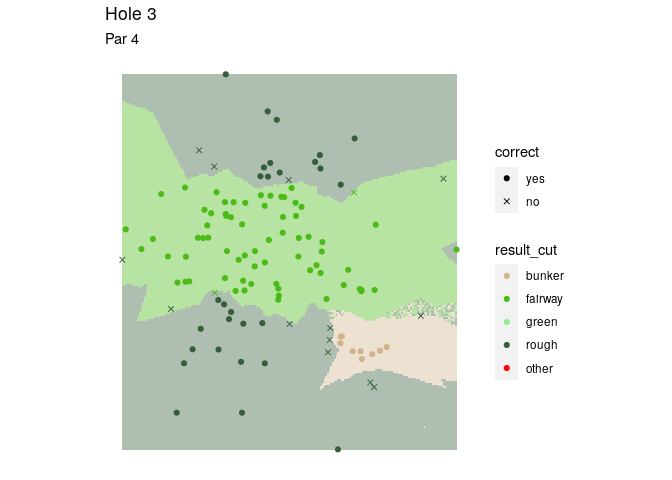 Hole 3
Par 4
correct
yes
no
result_cut
bunker
fairway
green
rough
other